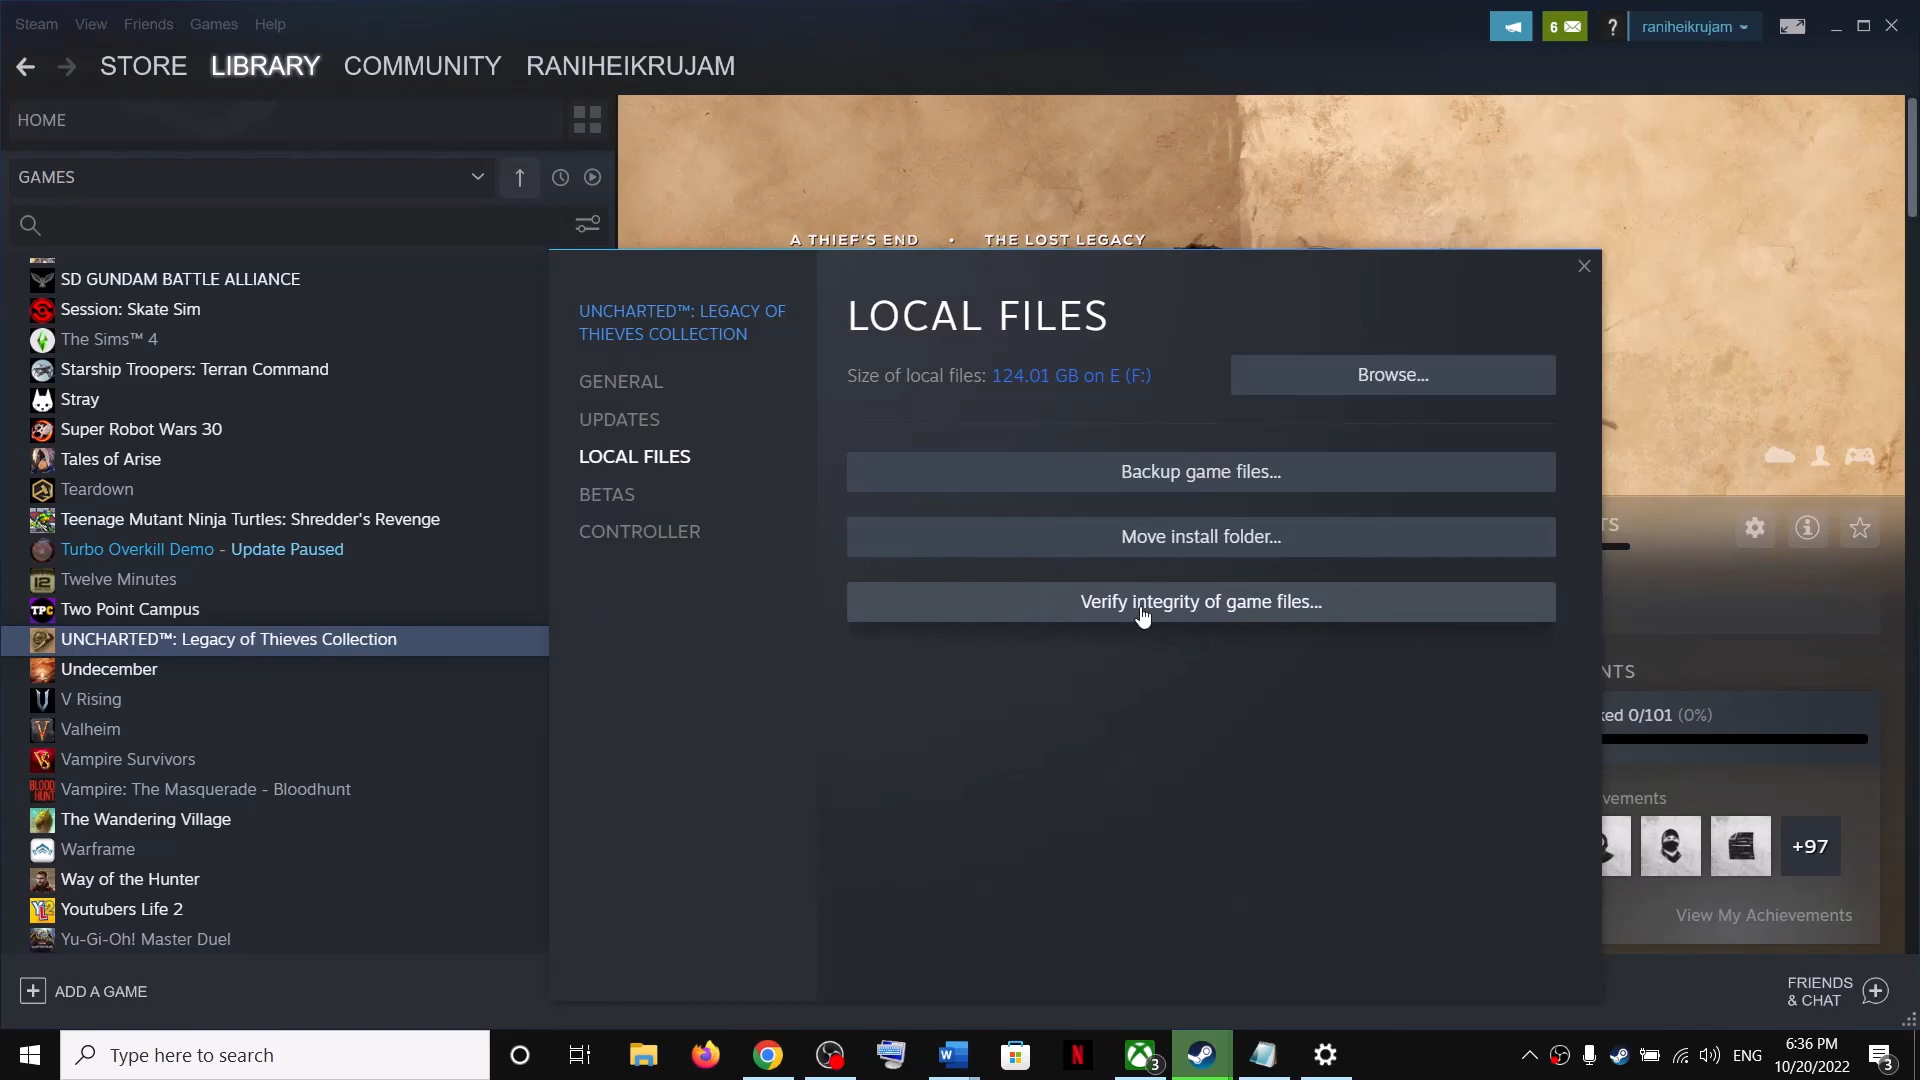 Steam View Friends Games Help
6
?
raniheikrujam
STORE LIBRARY COMMUNITY RANIHEIKRUJAM
HOME
GAMES
SD GUNDAM BATTLE ALLIANCE
Session: Skate Sim
The Sims™ 4
Starship Troopers: Terran Command
Stray
Super Robot Wars 30
Tales of Arise
Teardown
Teenage Mutant Ninja Turtles: Shredder's Revenge
Turbo Overkill Demo - Update Paused
Twelve Minutes
Two Point Campus
UNCHARTED™: Legacy of Thieves Collection
Undecember
V Rising
Valheim
Vampire Survivors
Vampire: The Masquerade - Bloodhunt
The Wandering Village
Warframe
Way of the Hunter
Youtubers Life 2
Yu-Gi-Oh! Master Duel
ADD A GAME
A THIEF'S END • THE LOST LEGACY
UNCHARTED™: LEGACY OF
THIEVES COLLECTION
GENERAL
UPDATES
LOCAL FILES
BETAS
CONTROLLER
LOCAL FILES
Size of local files: 124.01 GB on E (F:)
Browse...
Backup game files...
Move install folder...
Verify integrity of game files...
TS
NTS
ked 0/101 (0%)
vements
+97
View My Achievements
FRIENDS
& CHAT
Type here to search
3
ENG
6:36 PM
10/20/2022
3